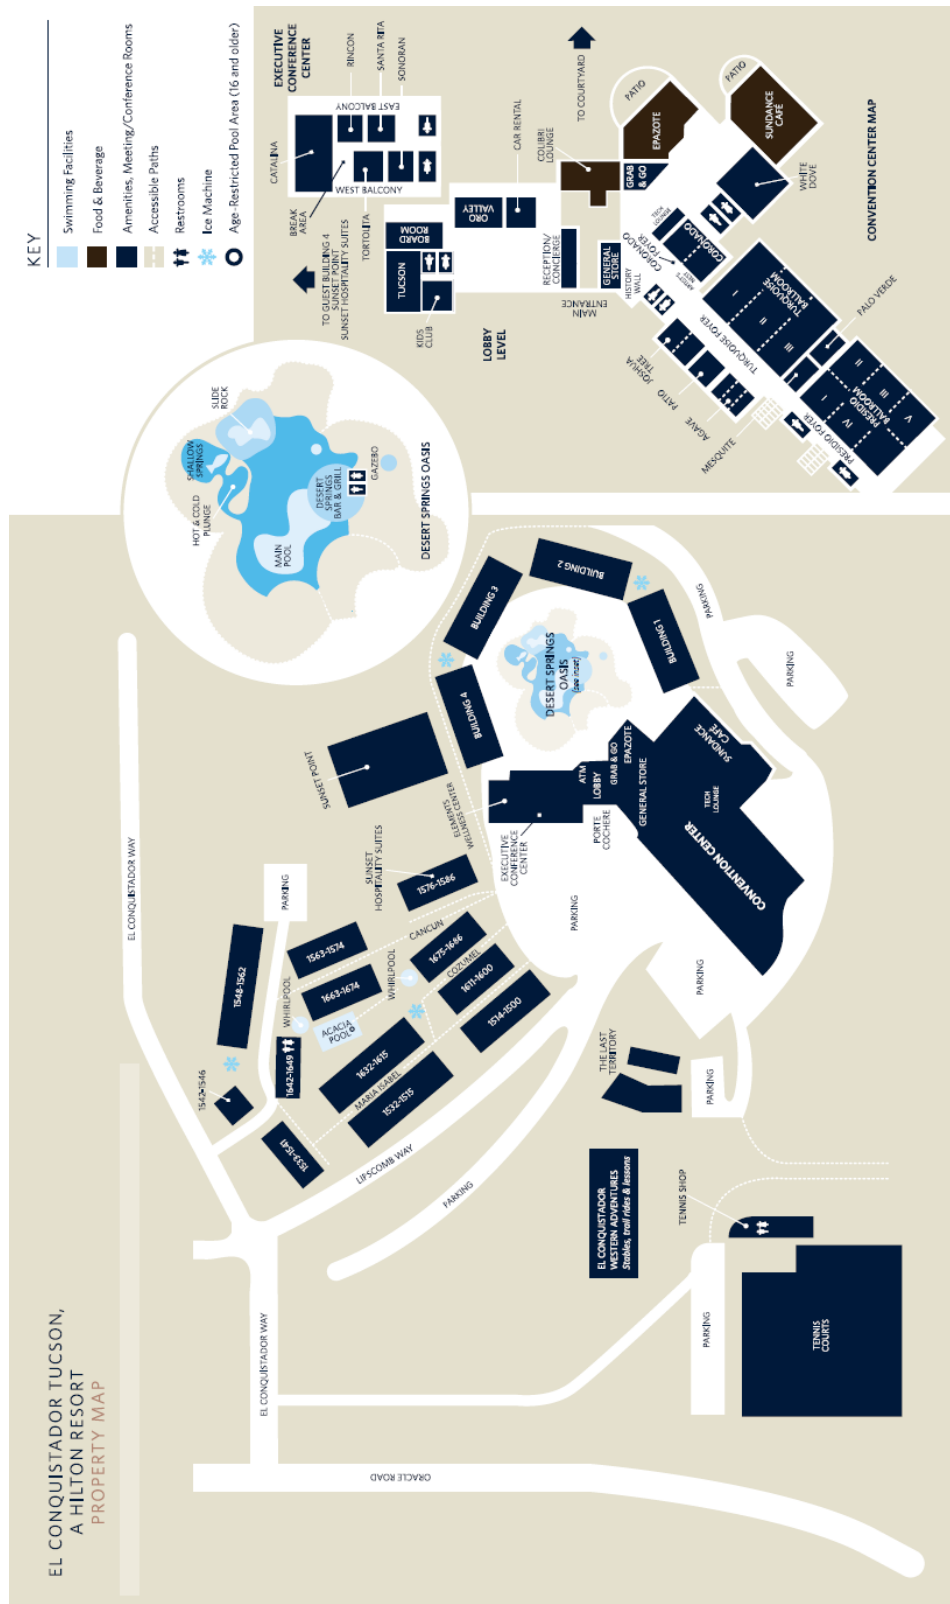 EL CONQUISTADOR TUCSON,
A HILTON RESORT
PROPERTY MAP
KEY
Swimming Facilities
Food & Beverage
Amenities, Meeting/Conference Rooms
Accessible Paths
Restrooms
Ice Machine
Age-Restricted Pool Area (16 and older)
ORACLE ROAD
EL CONQUISTADOR WAY
EL CONQUISTADOR WAY
LIPSCOMB WAY
PARKING
1542-1546
1548-1562
1533-1541
1642-1649
WHIRLPOOL
ACACIA
POOL
PARKING
1563-1574
1663-1674
1632-1615
MARIA ISABEL
1532-1515
CANCUN
WHIRLPOOL
1675-1686
COZUMEL
1611-1600
1514-1500
SUNSET
HOSPITALITY SUITES
1576-1586
SUNSET POINT
ELEMENTS
WELLNESS CENTER
EXECUTIVE
CONFERENCE
CENTER
PORTE
COCHERE
PARKING
PARKING
ATM
LOBBY
GRAB & GO
EPAZOTE
GENERAL STORE
TECH
LOUNGE
SUNDANCE
CAFÉ
CONVENTION CENTER
BUILDING 4
BUILDING 3
BUILDING 2
BUILDING 1
DESERT SPRINGS
OASIS
(see inset)
PARKING
PARKING
THE LAST
TERRITORY
PARKING
EL CONQUISTADOR
WESTERN ADVENTURES
Stables, trail rides & lessons
TENNIS SHOP
PARKING
TENNIS
COURTS
SLIDE
ROCK
SHALLOW
SPRINGS
HOT & COLD
PLUNGE
MAIN
POOL
DESERT
SPRINGS
BAR & GRILL
GAZEBO
DESERT SPRINGS OASIS
EXECUTIVE
CONFERENCE
CENTER
CATALINA
RINCON
SANTA RITA
SONORAN
EAST BALCONY
WEST BALCONY
BREAK
AREA
TORTOLITA
TO GUEST BUILDING 4
SUNSET POINT
SUNSET HOSPITALITY SUITES
LOBBY
LEVEL
TUCSON
BOARD
ROOM
KIDS
CLUB
ORO
VALLEY
CAR RENTAL
COLIBRI
LOUNGE
TO COURTYARD
RECEPTION/
CONCIERGE
MAIN
ENTRANCE
GENERAL
STORE
HISTORY
WALL
GRAB
& GO
EPAZOTE
PATIO
PATIO
SUNDANCE
CAFÉ
WHITE
DOVE
TECH
LOUNGE
CORONADO
FOYER
CORONADO
CONVENTION CENTER MAP
TURQUOISE FOYER
I
II
III
TURQUOISE
BALLROOM
PALO VERDE
JOSHUA
TREE
PATIO
AGAVE
MESQUITE
PRESIDIO FOYER
I
II
III
IV
V
PRESIDIO
BALLROOM